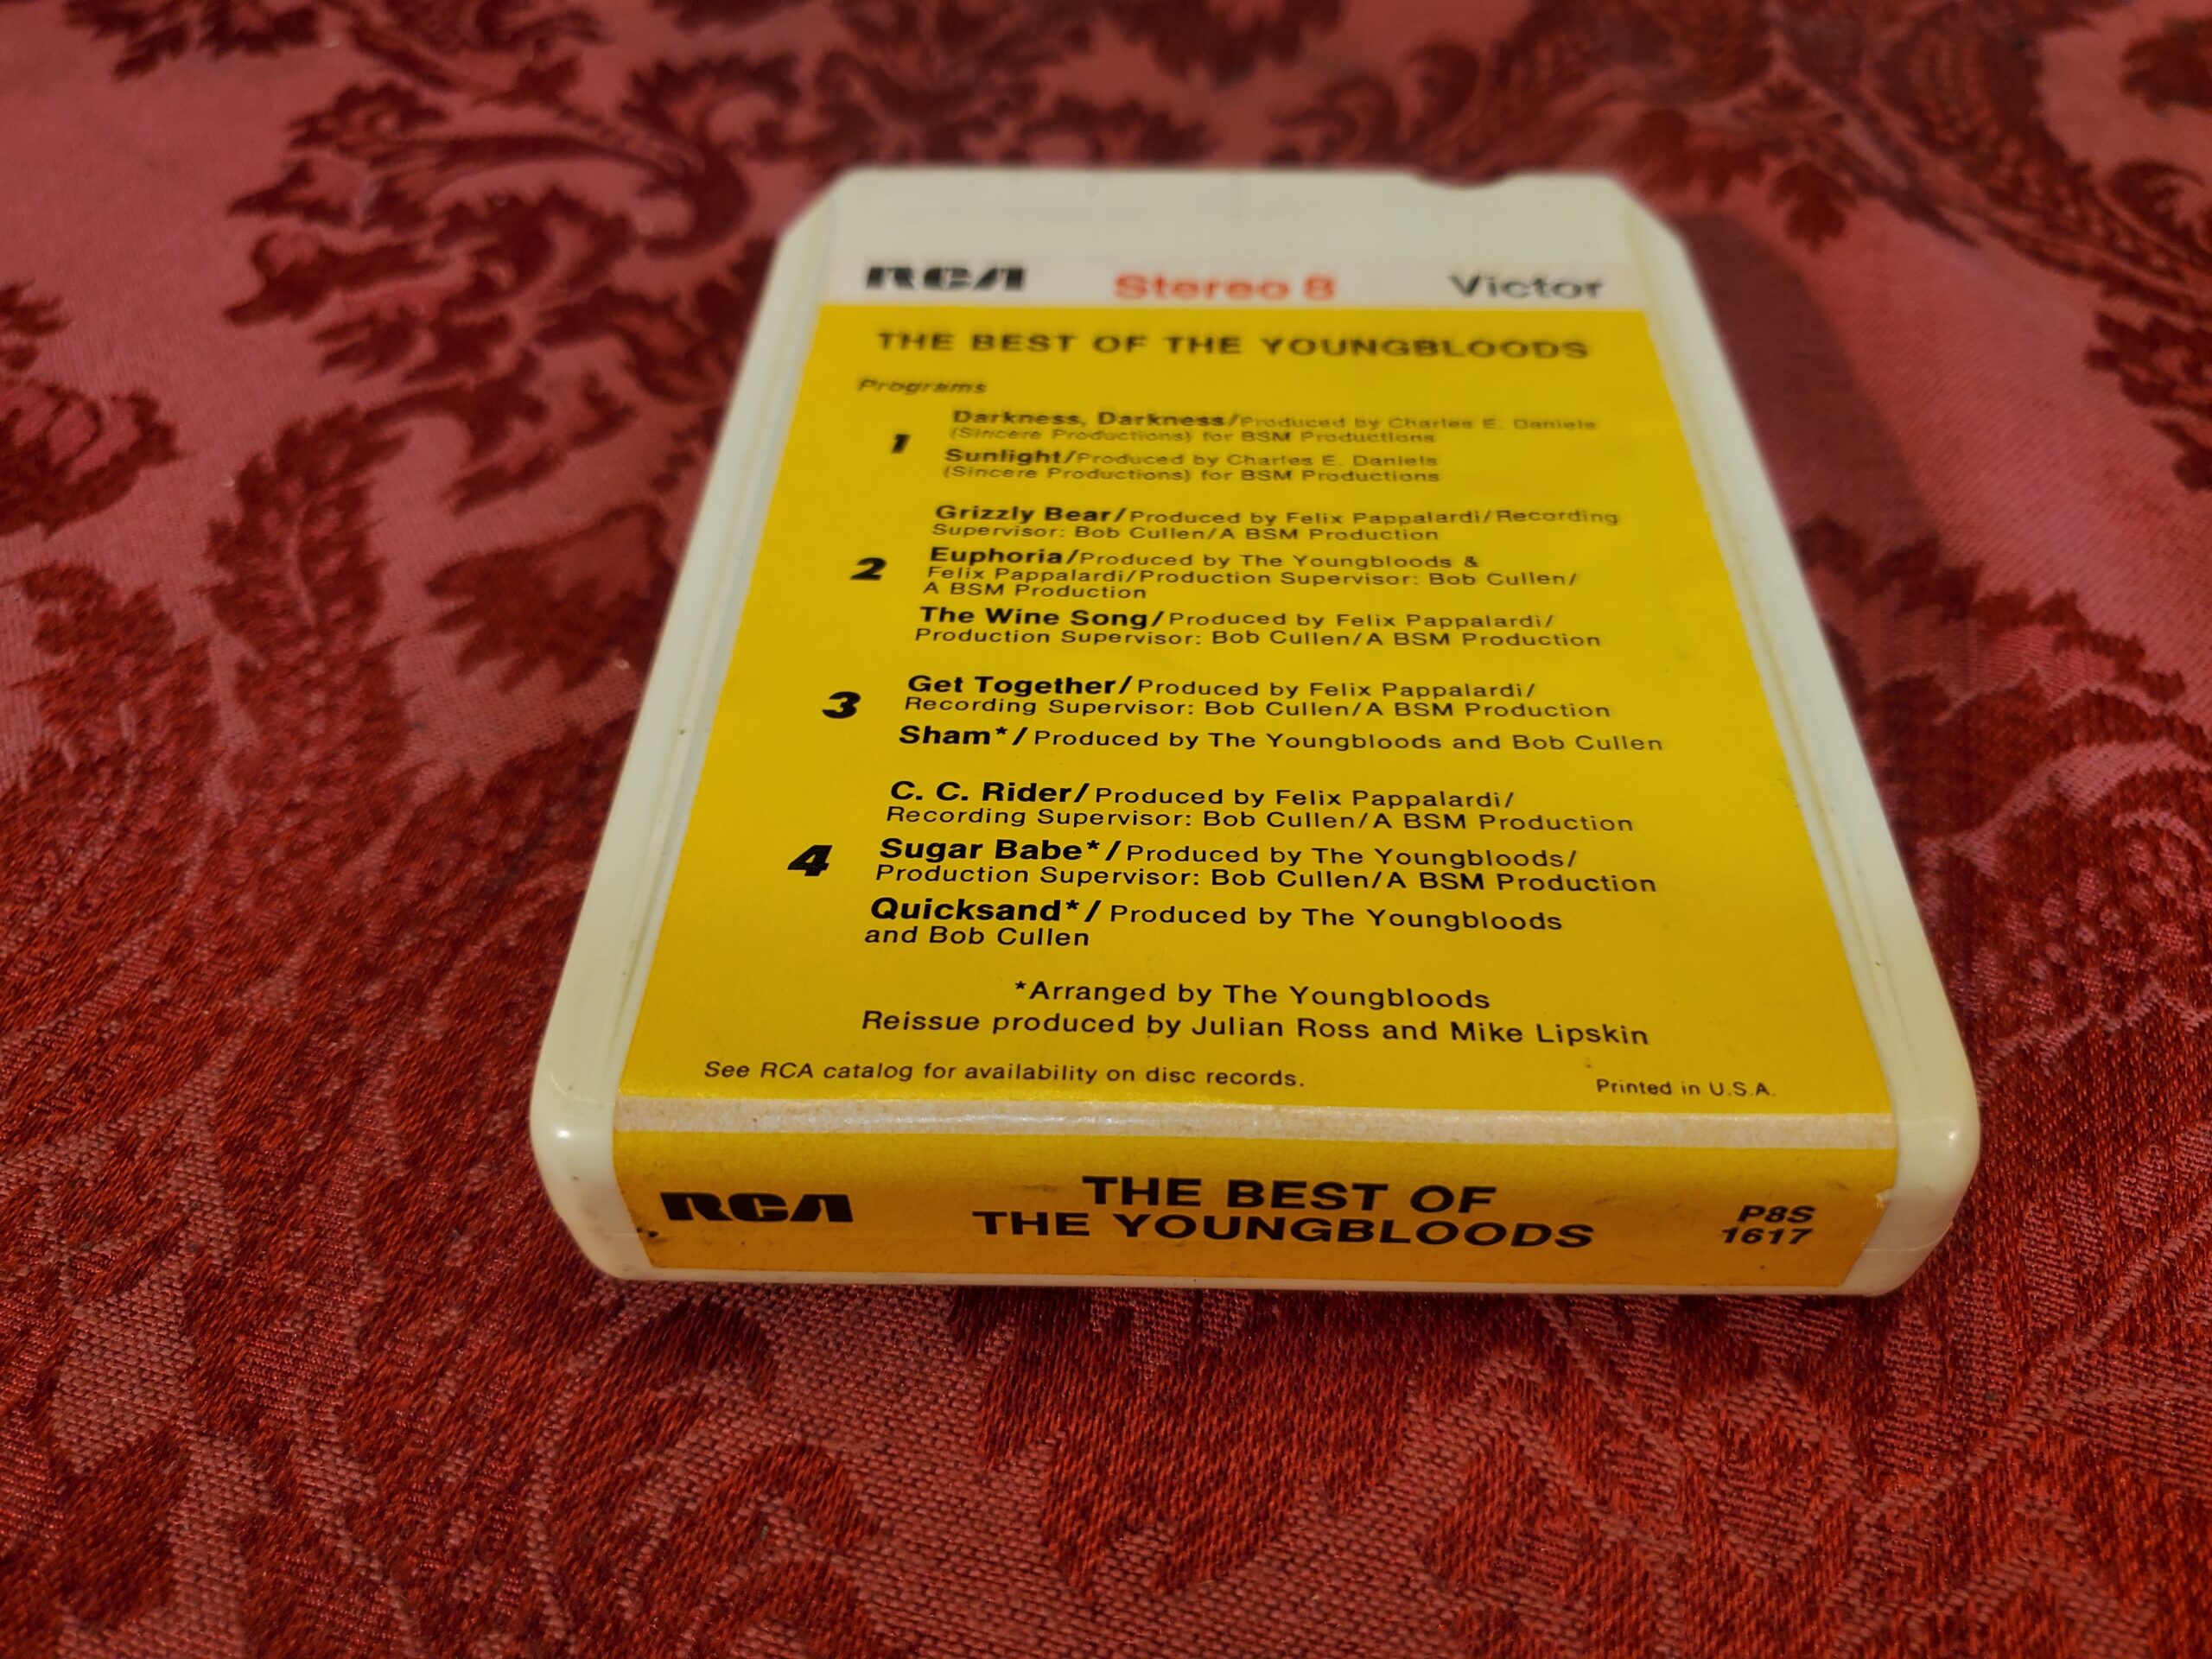 RCA Stereo 8 Victor
THE BEST OF THE YOUNGBLOODS
Programs
1
Darkness, Darkness/Produced by Charles E. Daniels
(Sincere Productions) for BSM Productions
Sunlight/Produced by Charles E. Daniels
(Sincere Productions) for BSM Productions
2
Grizzly Bear/Produced by Felix Pappalardi/Recording
Supervisor: Bob Cullen/A BSM Production
Euphoria/Produced by The Youngbloods &
Felix Pappalardi/Production Supervisor: Bob Cullen/
A BSM Production
The Wine Song/Produced by Felix Pappalardi/
Production Supervisor: Bob Cullen/A BSM Production
3
Get Together/Produced by Felix Pappalardi/
Recording Supervisor: Bob Cullen/A BSM Production
Sham*/Produced by The Youngbloods and Bob Cullen
4
C. C. Rider/Produced by Felix Pappalardi/
Recording Supervisor: Bob Cullen/A BSM Production
Sugar Babe*/Produced by The Youngbloods/
Production Supervisor: Bob Cullen/A BSM Production
Quicksand*/Produced by The Youngbloods
and Bob Cullen
*Arranged by The Youngbloods
Reissue produced by Julian Ross and Mike Lipskin
See RCA catalog for availability on disc records.
Printed in U.S.A.
RCA
THE BEST OF
THE YOUNGBLOODS
P8S
1617